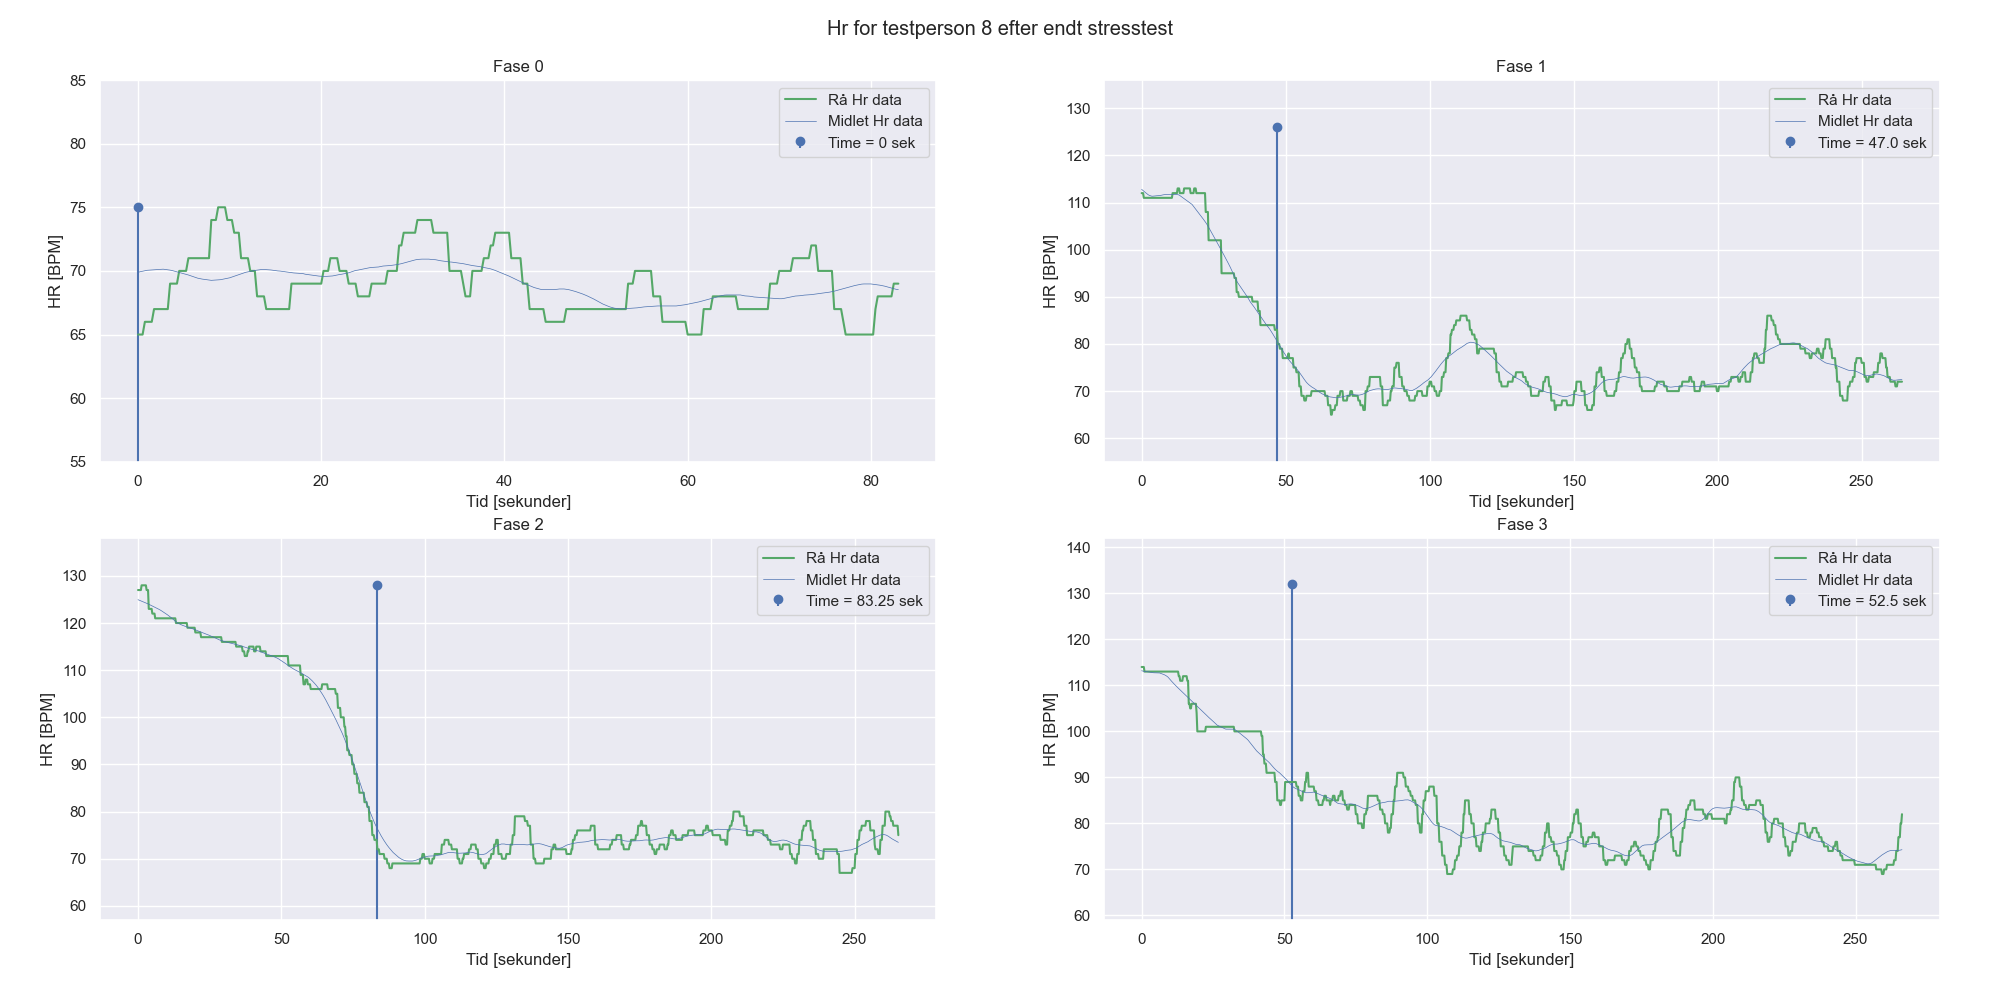 Hr for testperson 8 efter endt stresstest
Fase 0
85
80
75
70
65
60
55
HR [BPM]
0 20 40 60 80
Tid [sekunder]
Rå Hr data
Midlet Hr data
Time = 0 sek
Fase 1
130
120
110
100
90
80
70
60
HR [BPM]
0 50 100 150 200 250
Tid [sekunder]
Rå Hr data
Midlet Hr data
Time = 47.0 sek
Fase 2
130
120
110
100
90
80
70
60
HR [BPM]
0 50 100 150 200 250
Tid [sekunder]
Rå Hr data
Midlet Hr data
Time = 83.25 sek
Fase 3
140
130
120
110
100
90
80
70
60
HR [BPM]
0 50 100 150 200 250
Tid [sekunder]
Rå Hr data
Midlet Hr data
Time = 52.5 sek